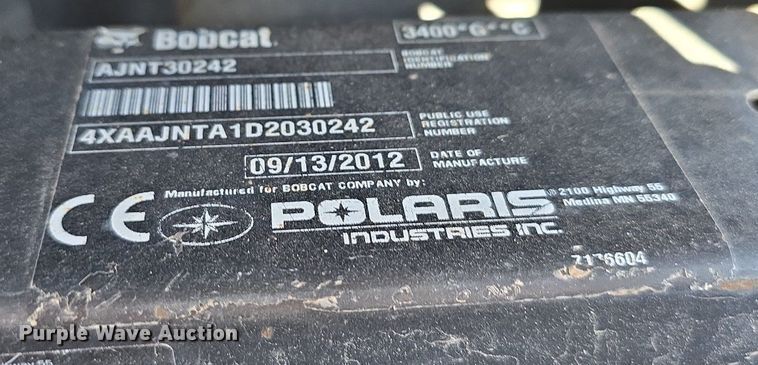 Bobcat.
3400*G**C
AJNT30242
BOBCAT
IDENTIFICATION
NUMBER
4XAAJNTA1D2030242
PUBLIC USE
REGISTRATION
NUMBER
09/13/2012
DATE OF
MANUFACTURE
Manufactured for BOBCAT COMPANY by:
CE
POLARIS®
INDUSTRIES INC.
2100 Highway 55
Medina MN 55340
7176604
Purple Wave Auction